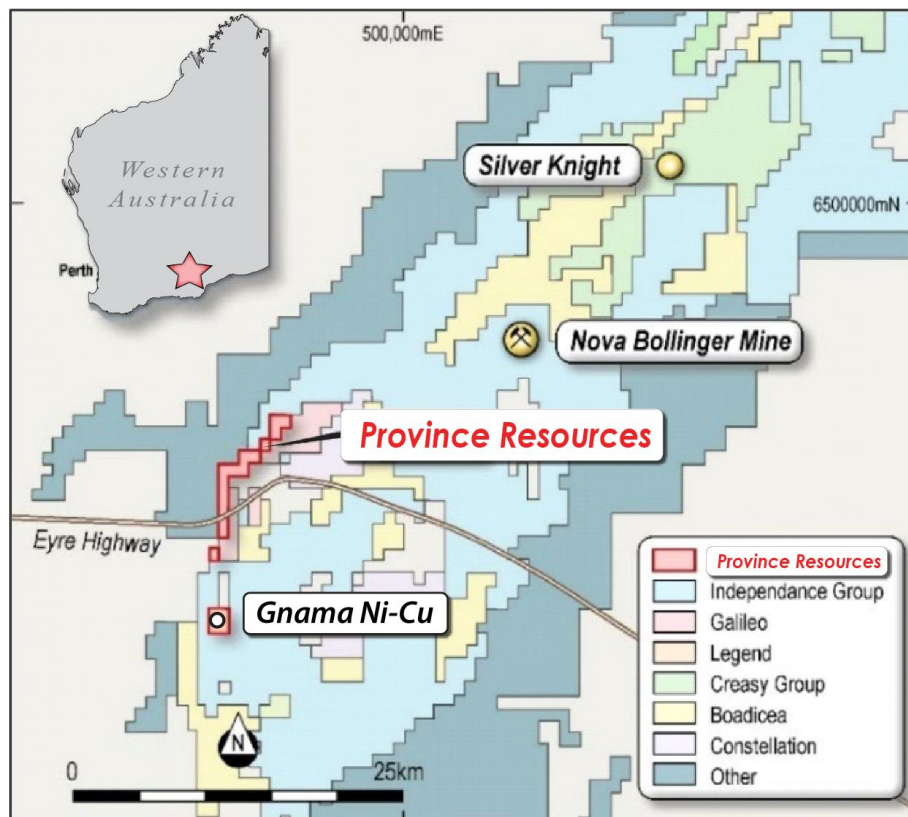 500,000mE
Western
Australia
Perth
Silver Knight
6500000mN
Nova Bollinger Mine
Province Resources
Eyre Highway
Gnama Ni-Cu
N
0
25km
Province Resources
Independance Group
Galileo
Legend
Creasy Group
Boadicea
Constellation
Other